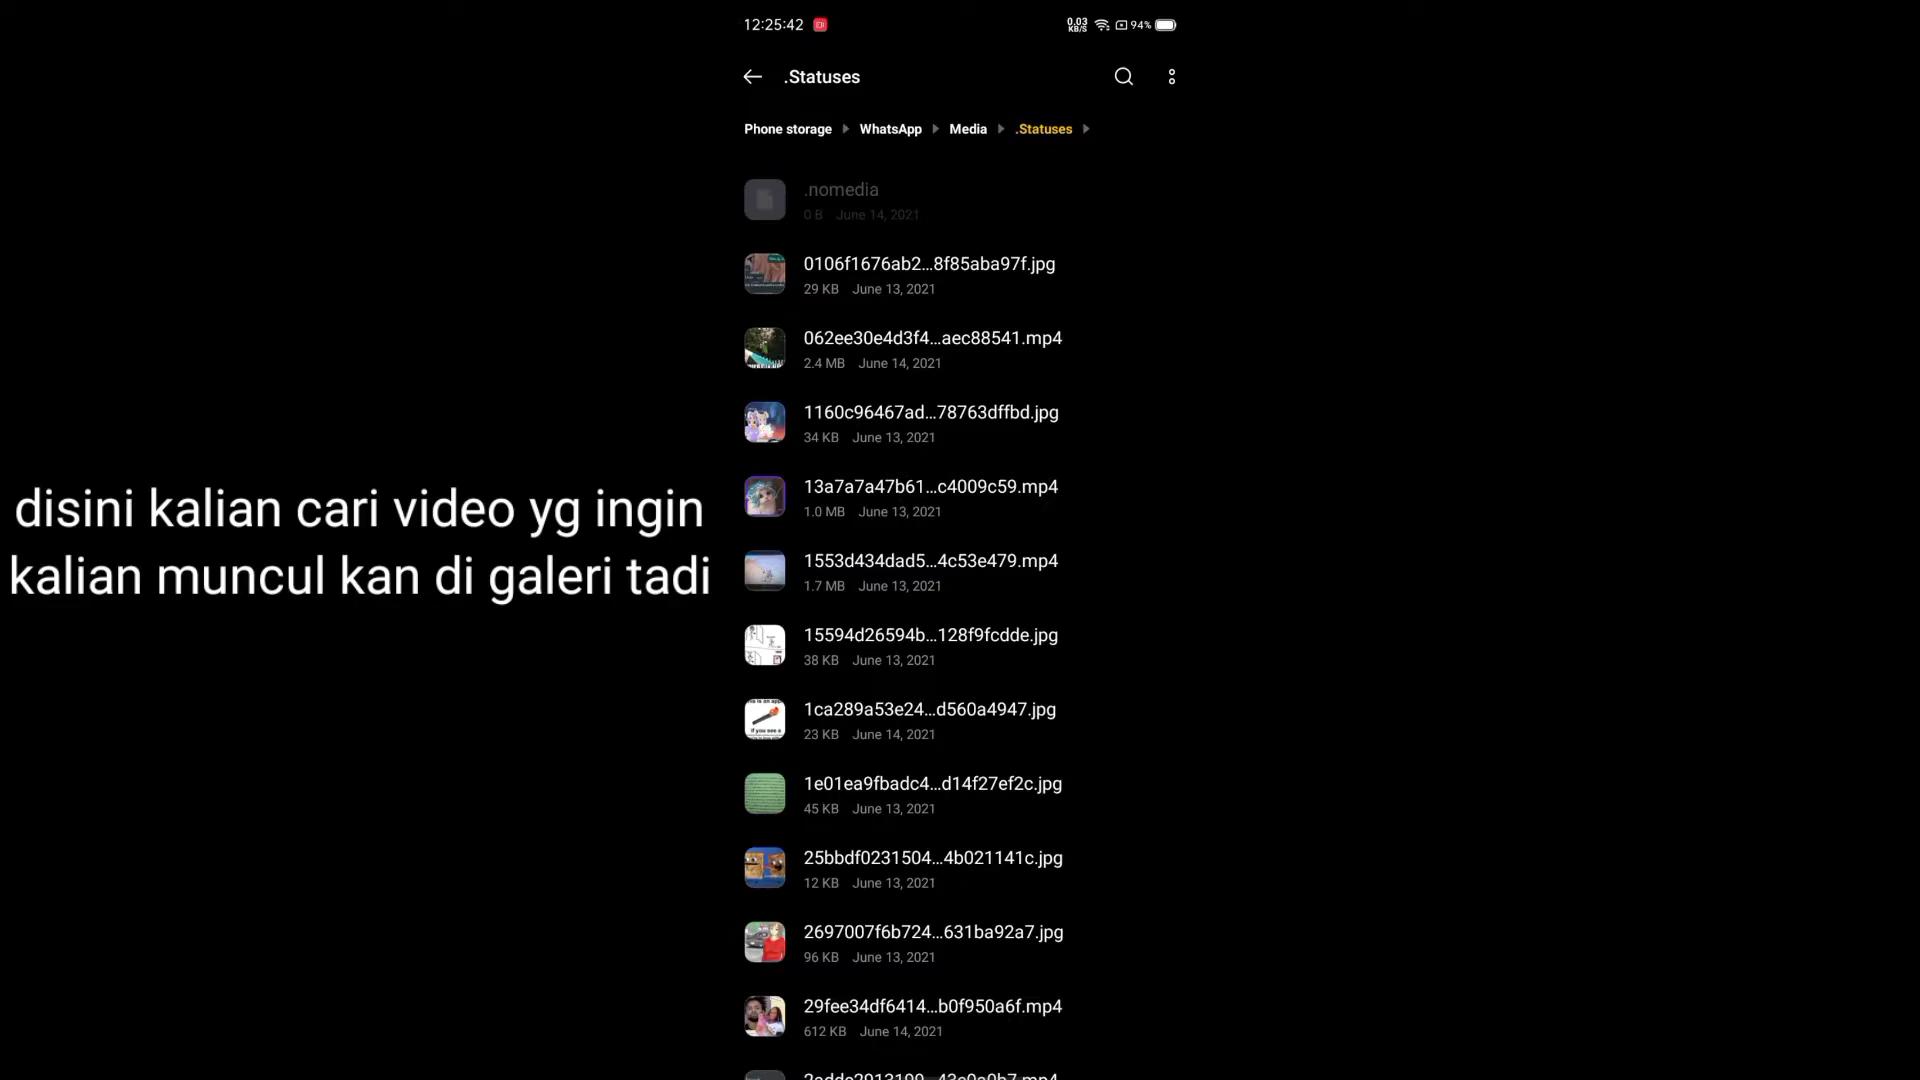 12:25:42
0.03 KB/S
94%
.Statuses
Phone storage
WhatsApp
Media
.Statuses
.nomedia
0 B June 14, 2021
0106f1676ab2...8f85aba97f.jpg
29 KB June 13, 2021
062ee30e4d3f4...aec88541.mp4
2.4 MB June 14, 2021
1160c96467ad...78763dffbd.jpg
34 KB June 13, 2021
13a7a7a47b61...c4009c59.mp4
1.0 MB June 13, 2021
disini kalian cari video yg ingin
kalian muncul kan di galeri tadi
1553d434dad5...4c53e479.mp4
1.7 MB June 13, 2021
15594d26594b...128f9fcdde.jpg
38 KB June 13, 2021
1ca289a53e24...d560a4947.jpg
23 KB June 14, 2021
if you see a
1e01ea9fbadc4...d14f27ef2c.jpg
45 KB June 13, 2021
25bbdf0231504...4b021141c.jpg
12 KB June 13, 2021
2697007f6b724...631ba92a7.jpg
96 KB June 13, 2021
29fee34df6414...b0f950a6f.mp4
612 KB June 14, 2021